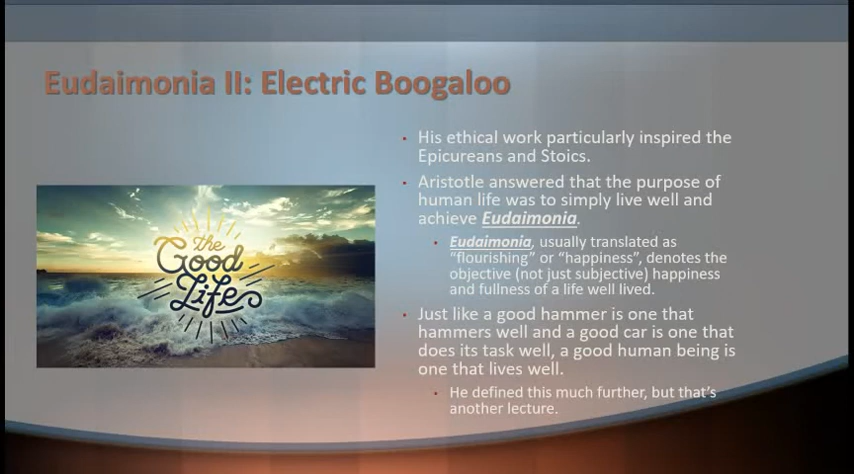 Eudaimonia II: Electric Boogaloo
the
Good
Life
• His ethical work particularly inspired the
Epicureans and Stoics.
• Aristotle answered that the purpose of
human life was to simply live well and
achieve Eudaimonia.
• Eudaimonia, usually translated as
“flourishing” or “happiness”, denotes the
objective (not just subjective) happiness
and fullness of a life well lived.
• Just like a good hammer is one that
hammers well and a good car is one that
does its task well, a good human being is
one that lives well.
• He defined this much further, but that’s
another lecture.